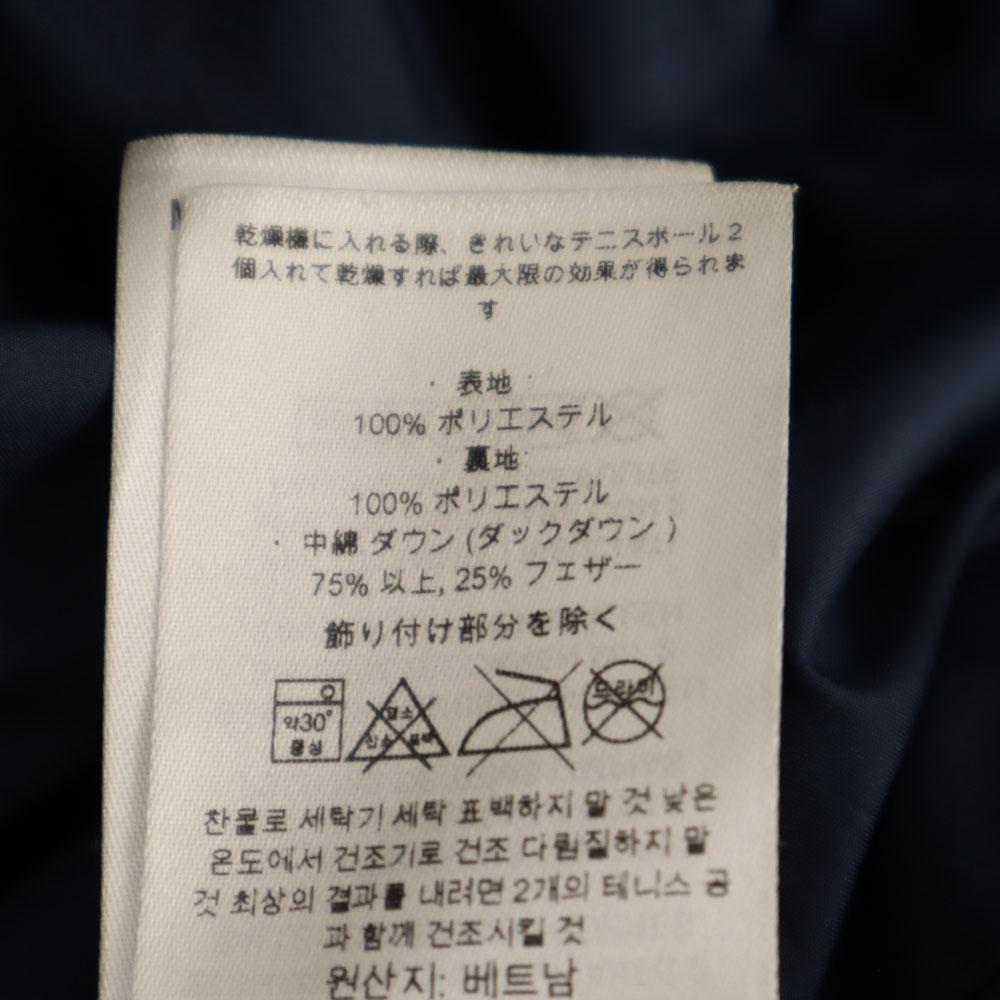 乾燥機に入れる際、きれいなテニスボール2
個入れて乾燥すれば最大限の効果が得られま
す
· 表地 ·
100% ポリエステル
· 裏地 ·
100% ポリエステル
· 中綿 ダウン (ダックダウン )
75% 以上, 25% フェザー
飾り付け部分を除く
약30°
중성
염소
산소 표백
드라이
찬물로 세탁기 세탁 표백하지 말 것 낮은
온도에서 건조기로 건조 다림질하지 말
것 최상의 결과를 내려면 2개의 테니스 공
과 함께 건조시킬 것
원산지: 베트남